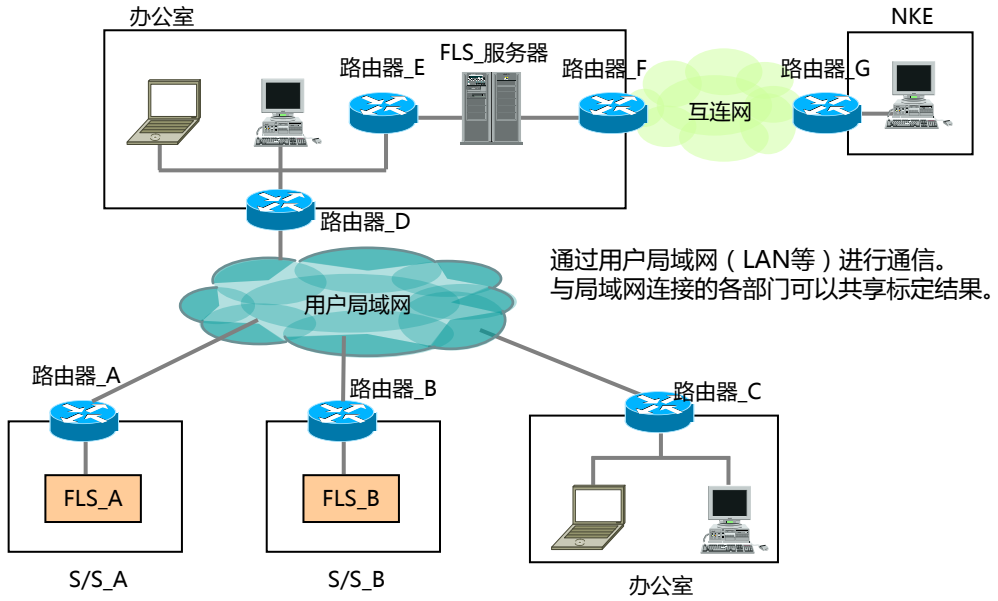 办公室
NKE
FLS_服务器
路由器_E
路由器_F
路由器_G
互连网
路由器_D
通过用户局域网（LAN等）进行通信。
与局域网连接的各部门可以共享标定结果。
用户局域网
路由器_A
路由器_B
路由器_C
FLS_A
FLS_B
S/S_A
S/S_B
办公室